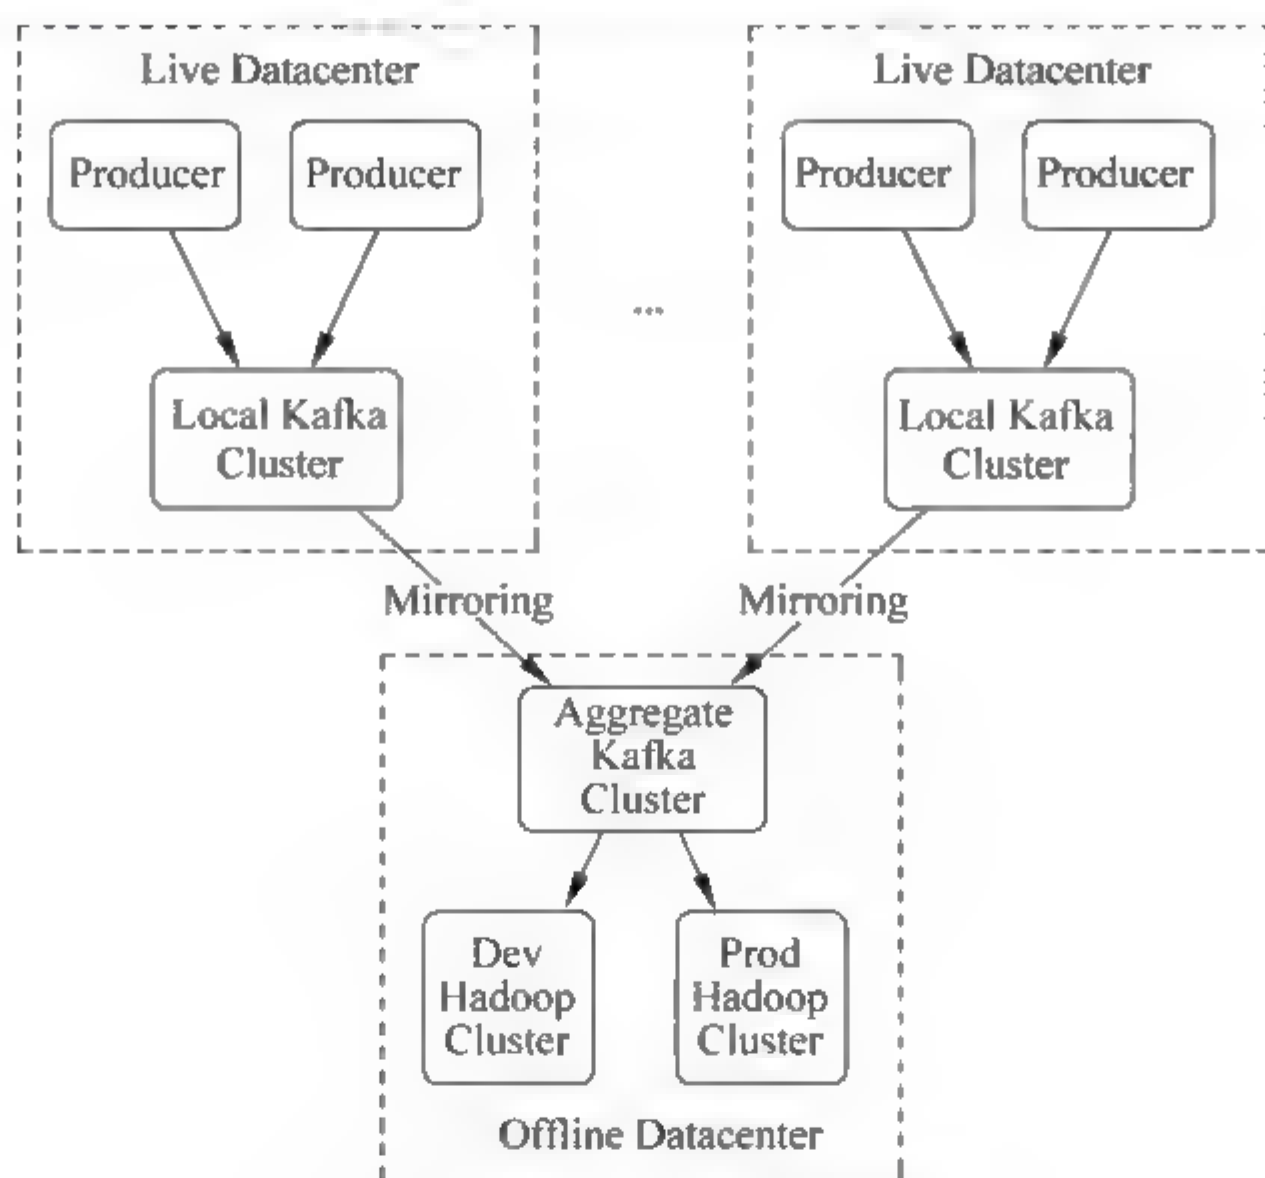 Live Datacenter
Live Datacenter
Producer
Producer
Producer
Producer
...
Local Kafka
Cluster
Local Kafka
Cluster
Mirroring
Mirroring
Aggregate
Kafka
Cluster
Dev
Hadoop
Cluster
Prod
Hadoop
Cluster
Offline Datacenter